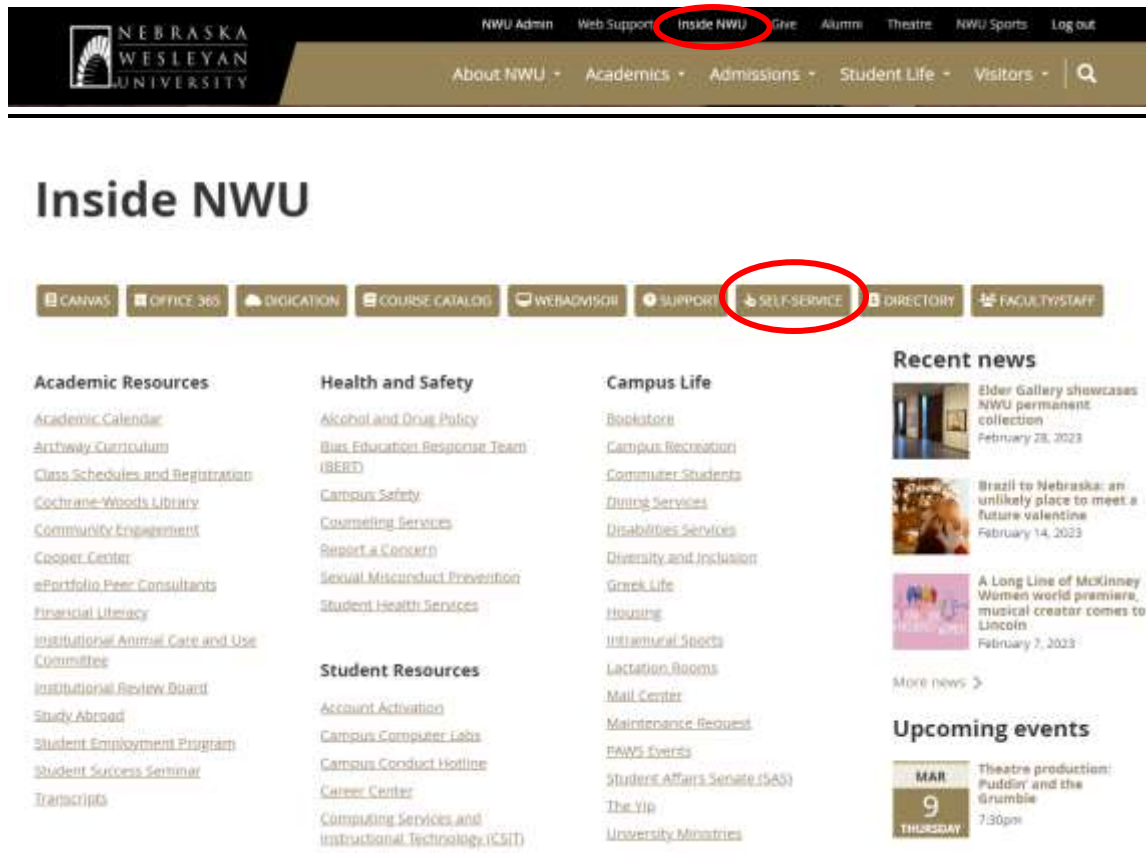 NEBRASKA
WESLEYAN
UNIVERSITY
NWU Admin Web Support Inside NWU Give Alumni Theatre NWU Sports Log out
About NWU Academics Admissions Student Life Visitors
Inside NWU
CANVAS OFFICE 365 DIGICATION COURSE CATALOG WEBADVISOR SUPPORT SELF-SERVICE DIRECTORY FACULTY/STAFF
Academic Resources
Academic Calendar
Archway Curriculum
Class Schedules and Registration
Cochrane-Woods Library
Community Engagement
Cooper Center
ePortfolio Peer Consultants
Financial Literacy
Institutional Animal Care and Use
Committee
Institutional Review Board
Study Abroad
Student Employment Program
Student Success Seminar
Transcripts
Health and Safety
Alcohol and Drug Policy
Bias Education Response Team
(BERT)
Campus Safety
Counseling Services
Report a Concern
Sexual Misconduct Prevention
Student Health Services
Student Resources
Account Activation
Campus Computer Labs
Campus Conduct Hotline
Career Center
Computing Services and
Instructional Technology (CSIT)
Campus Life
Bookstore
Campus Recreation
Commuter Students
Dining Services
Disabilities Services
Diversity and Inclusion
Greek Life
Housing
Intramural Sports
Lactation Rooms
Mail Center
Maintenance Request
PAWS Events
Student Affairs Senate (SAS)
The Yip
University Ministries
Recent news
Elder Gallery showcases
NWU permanent
collection
February 28, 2023
Brazil to Nebraska: an
unlikely place to meet a
future valentine
February 14, 2023
A Long Line of McKinney
Women world premiere,
musical creator comes to
Lincoln
February 7, 2023
More news
Upcoming events
MAR
9
THURSDAY
Theatre production:
Puddin' and the
Grumble
7:30pm